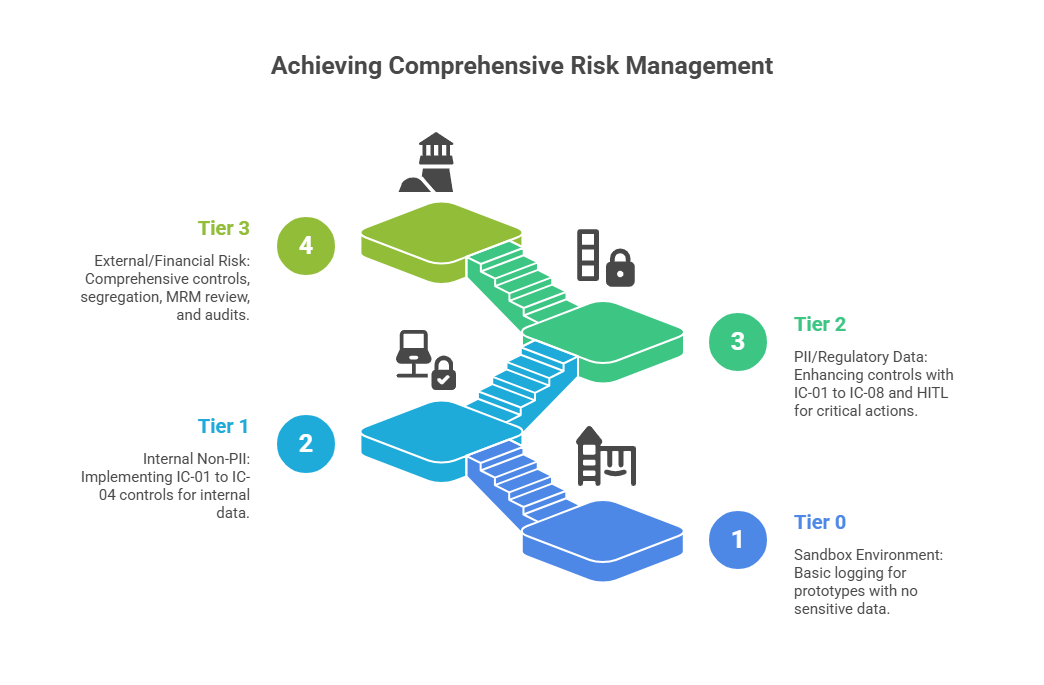 Achieving Comprehensive Risk Management
Tier 3
4
External/Financial Risk:
Comprehensive controls,
segregation, MRM review,
and audits.
3
Tier 2
PII/Regulatory Data:
Enhancing controls with
IC-01 to IC-08 and HITL
for critical actions.
Tier 1
2
Internal Non-PII:
Implementing IC-01 to IC-
04 controls for internal
data.
1
Tier 0
Sandbox Environment:
Basic logging for
prototypes with no
sensitive data.